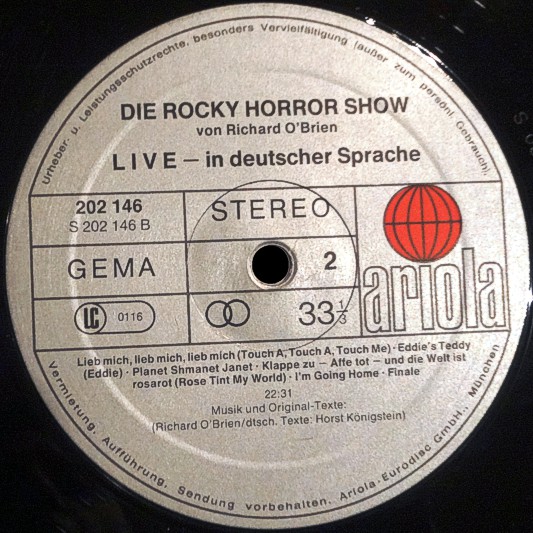 Urheber- u. Leistungsschutzrechte, besonders Vervielfältigung (außer zum persönl. Gebrauch),
DIE ROCKY HORROR SHOW
von Richard O'Brien
LIVE – in deutscher Sprache
202 146
S 202 146 B
STEREO
GEMA
2
LC 0116
33 1/3
ariola
Lieb mich, lieb mich, lieb mich (Touch A, Touch A, Touch Me) · Eddie's Teddy
(Eddie) · Planet Shmanet Janet · Klappe zu – Affe tot – und die Welt ist
rosarot (Rose Tint My World) · I'm Going Home · Finale
22:31
Musik und Original-Texte:
(Richard O'Brien/dtsch. Texte: Horst Königstein)
Vermietung, Aufführung, Sendung vorbehalten. Ariola-Eurodisc GmbH., München